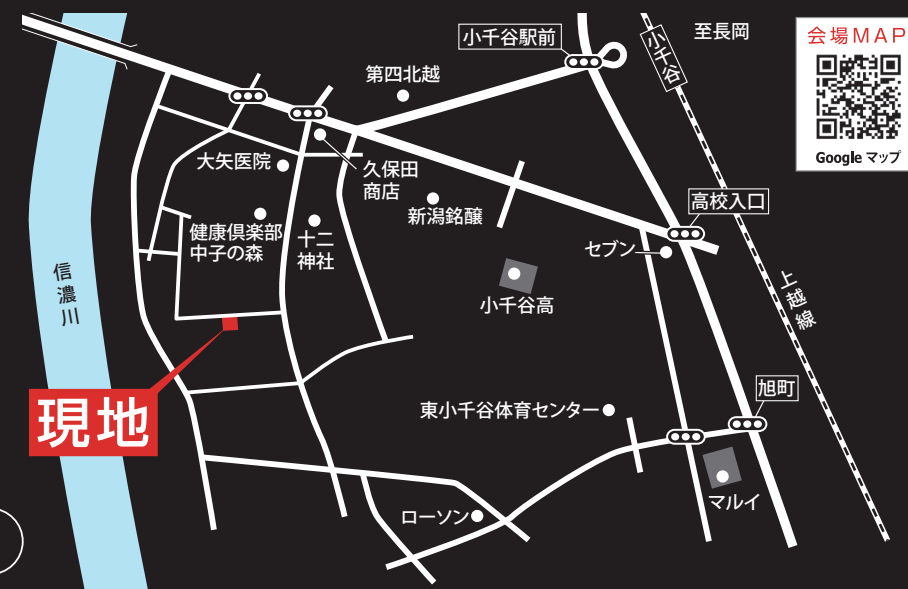 小千谷駅前
小千谷
至長岡
会場MAP
Google マップ
第四北越
大矢医院
久保田
商店
新潟銘醸
高校入口
健康倶楽部
中子の森
十二
神社
セブン
信濃川
小千谷高
上越線
現地
東小千谷体育センター
旭町
マルイ
ローソン